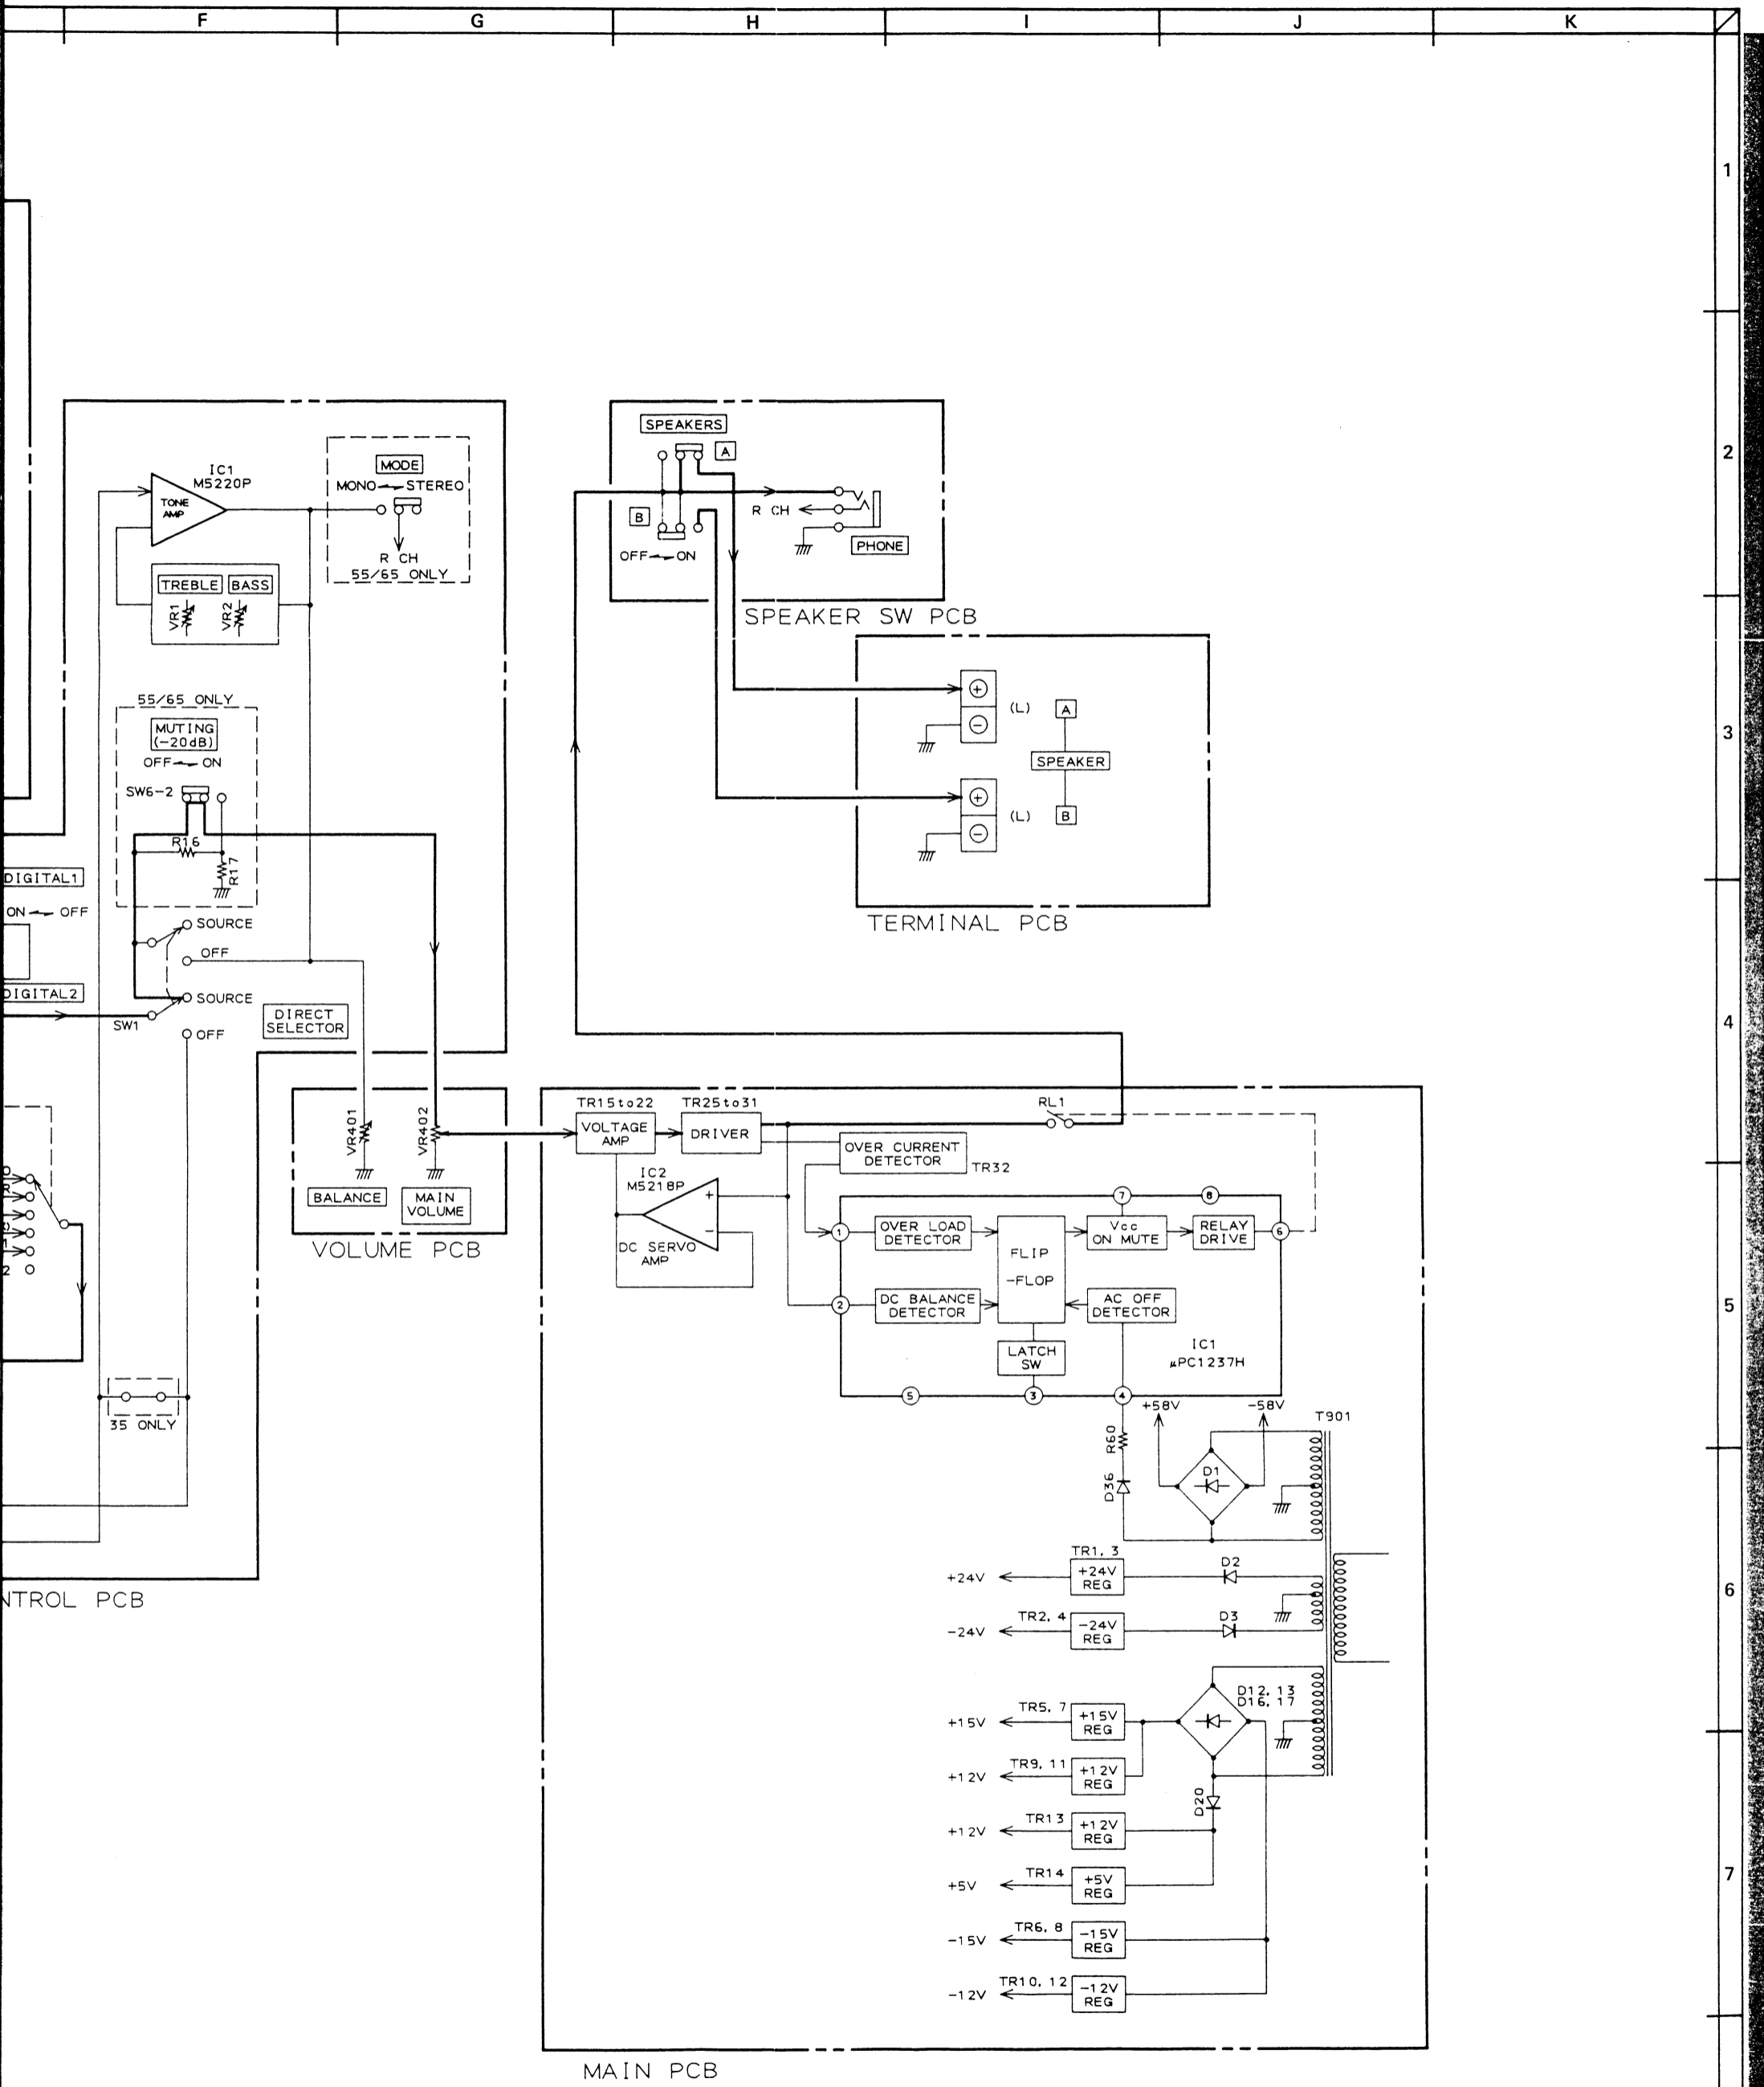 F G H I J K
1
2
3
4
5
6
7
IC1
M5220P
TONE
AMP
MODE
MONO STEREO
R CH
55/65 ONLY
TREBLE BASS
VR1 VR2
55/65 ONLY
MUTING
(-20dB)
OFF ON
SW6-2
R16
R17
DIGITAL1
ON OFF
DIGITAL2
SOURCE
OFF
SOURCE
SW1
OFF
DIRECT
SELECTOR
2
35 ONLY
NTROL PCB
VR401 VR402
BALANCE
MAIN
VOLUME
VOLUME PCB
SPEAKERS
A
B
OFF ON
R CH
PHONE
SPEAKER SW PCB
+
-
(L) A
SPEAKER
+
-
(L) B
TERMINAL PCB
TR15to22 TR25to31
VOLTAGE
AMP
DRIVER
RL1
OVER CURRENT
DETECTOR
TR32
IC2
M5218P
+
-
DC SERVO
AMP
7 8
1
OVER LOAD
DETECTOR
FLIP
-FLOP
Vcc
ON MUTE
RELAY
DRIVE
6
2
DC BALANCE
DETECTOR
AC OFF
DETECTOR
LATCH
SW
IC1
μPC1237H
5 3 4
+58V -58V
T901
R60
D36
D1
TR1, 3
+24V
+24V
REG
D2
TR2, 4
-24V
-24V
REG
D3
D12, 13
D16, 17
TR5, 7
+15V
+15V
REG
TR9, 11
+12V
+12V
REG
D20
TR13
+12V
+12V
REG
TR14
+5V
+5V
REG
TR6, 8
-15V
-15V
REG
TR10, 12
-12V
-12V
REG
MAIN PCB